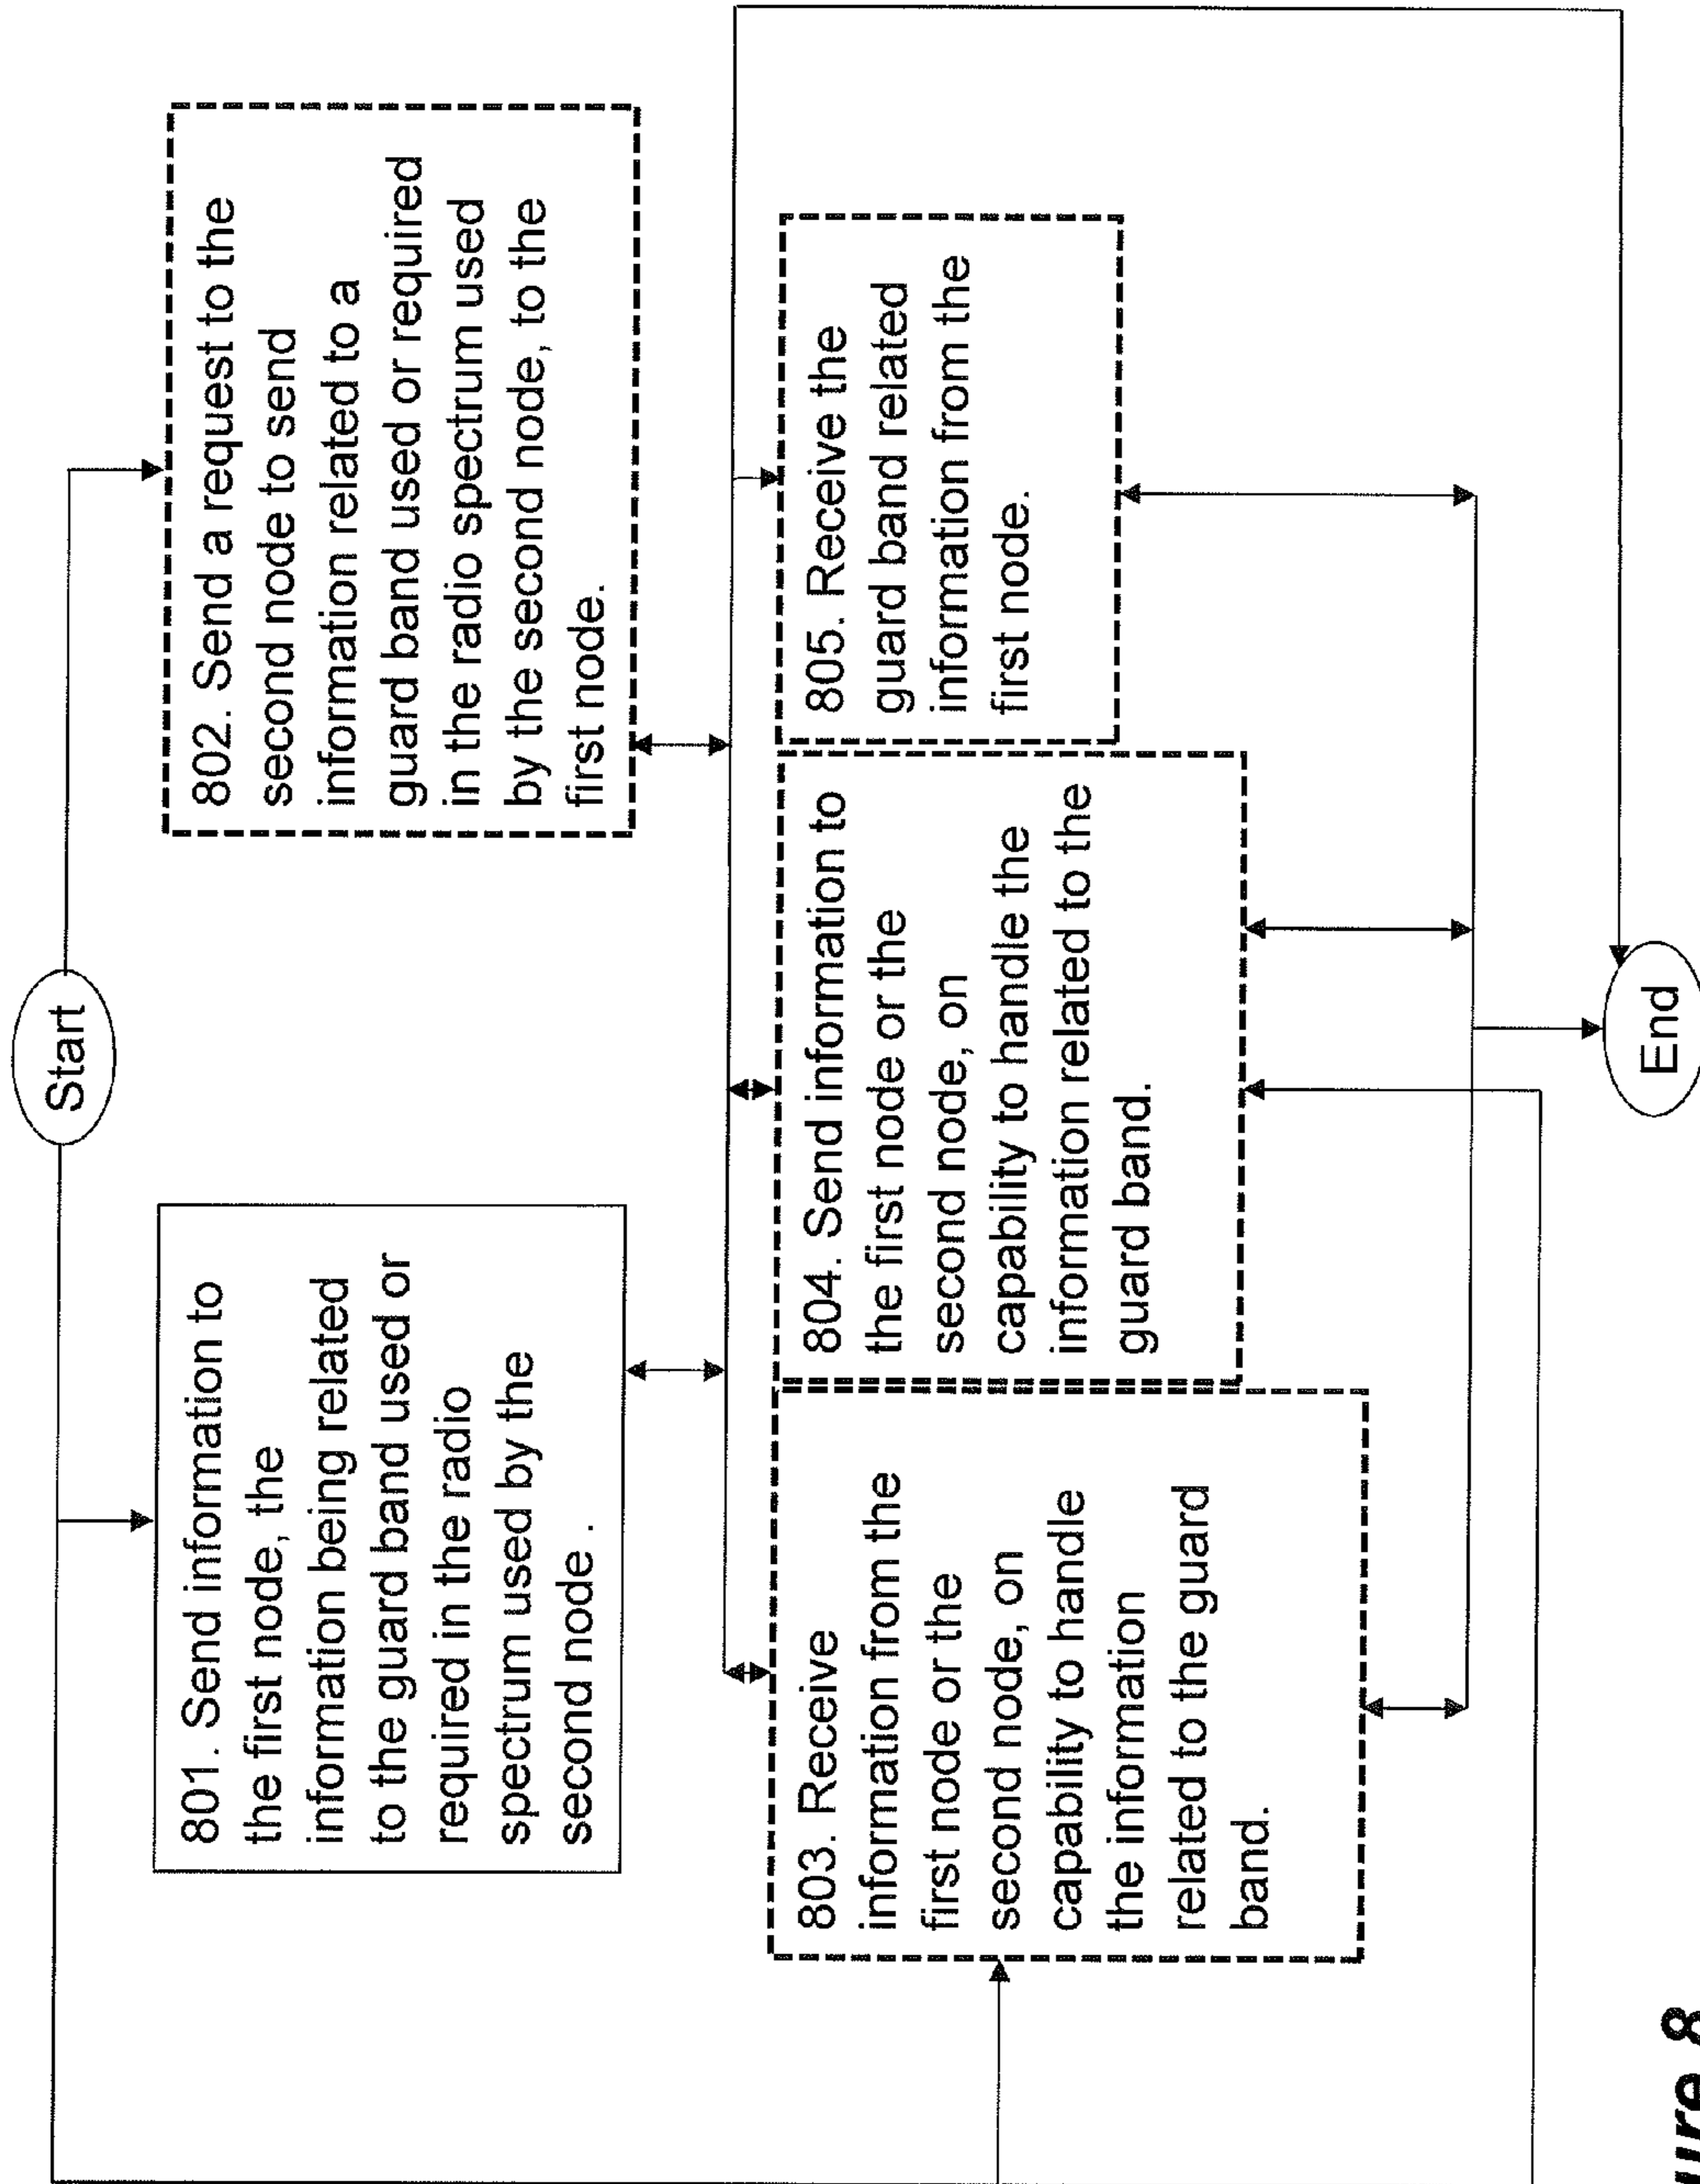 Start
801. Send information to
the first node, the
information being related
to the guard band used or
required in the radio
spectrum used by the
second node .
802. Send a request to the
second node to send
information related to a
guard band used or required
in the radio spectrum used
by the second node, to the
first node.
803. Receive
information from the
first node or the
second node, on
capability to handle
the information
related to the guard
band.
804. Send information to
the first node or the
second node, on
capability to handle the
information related to the
guard band.
805. Receive the
guard band related
information from the
first node.
End
ure 8